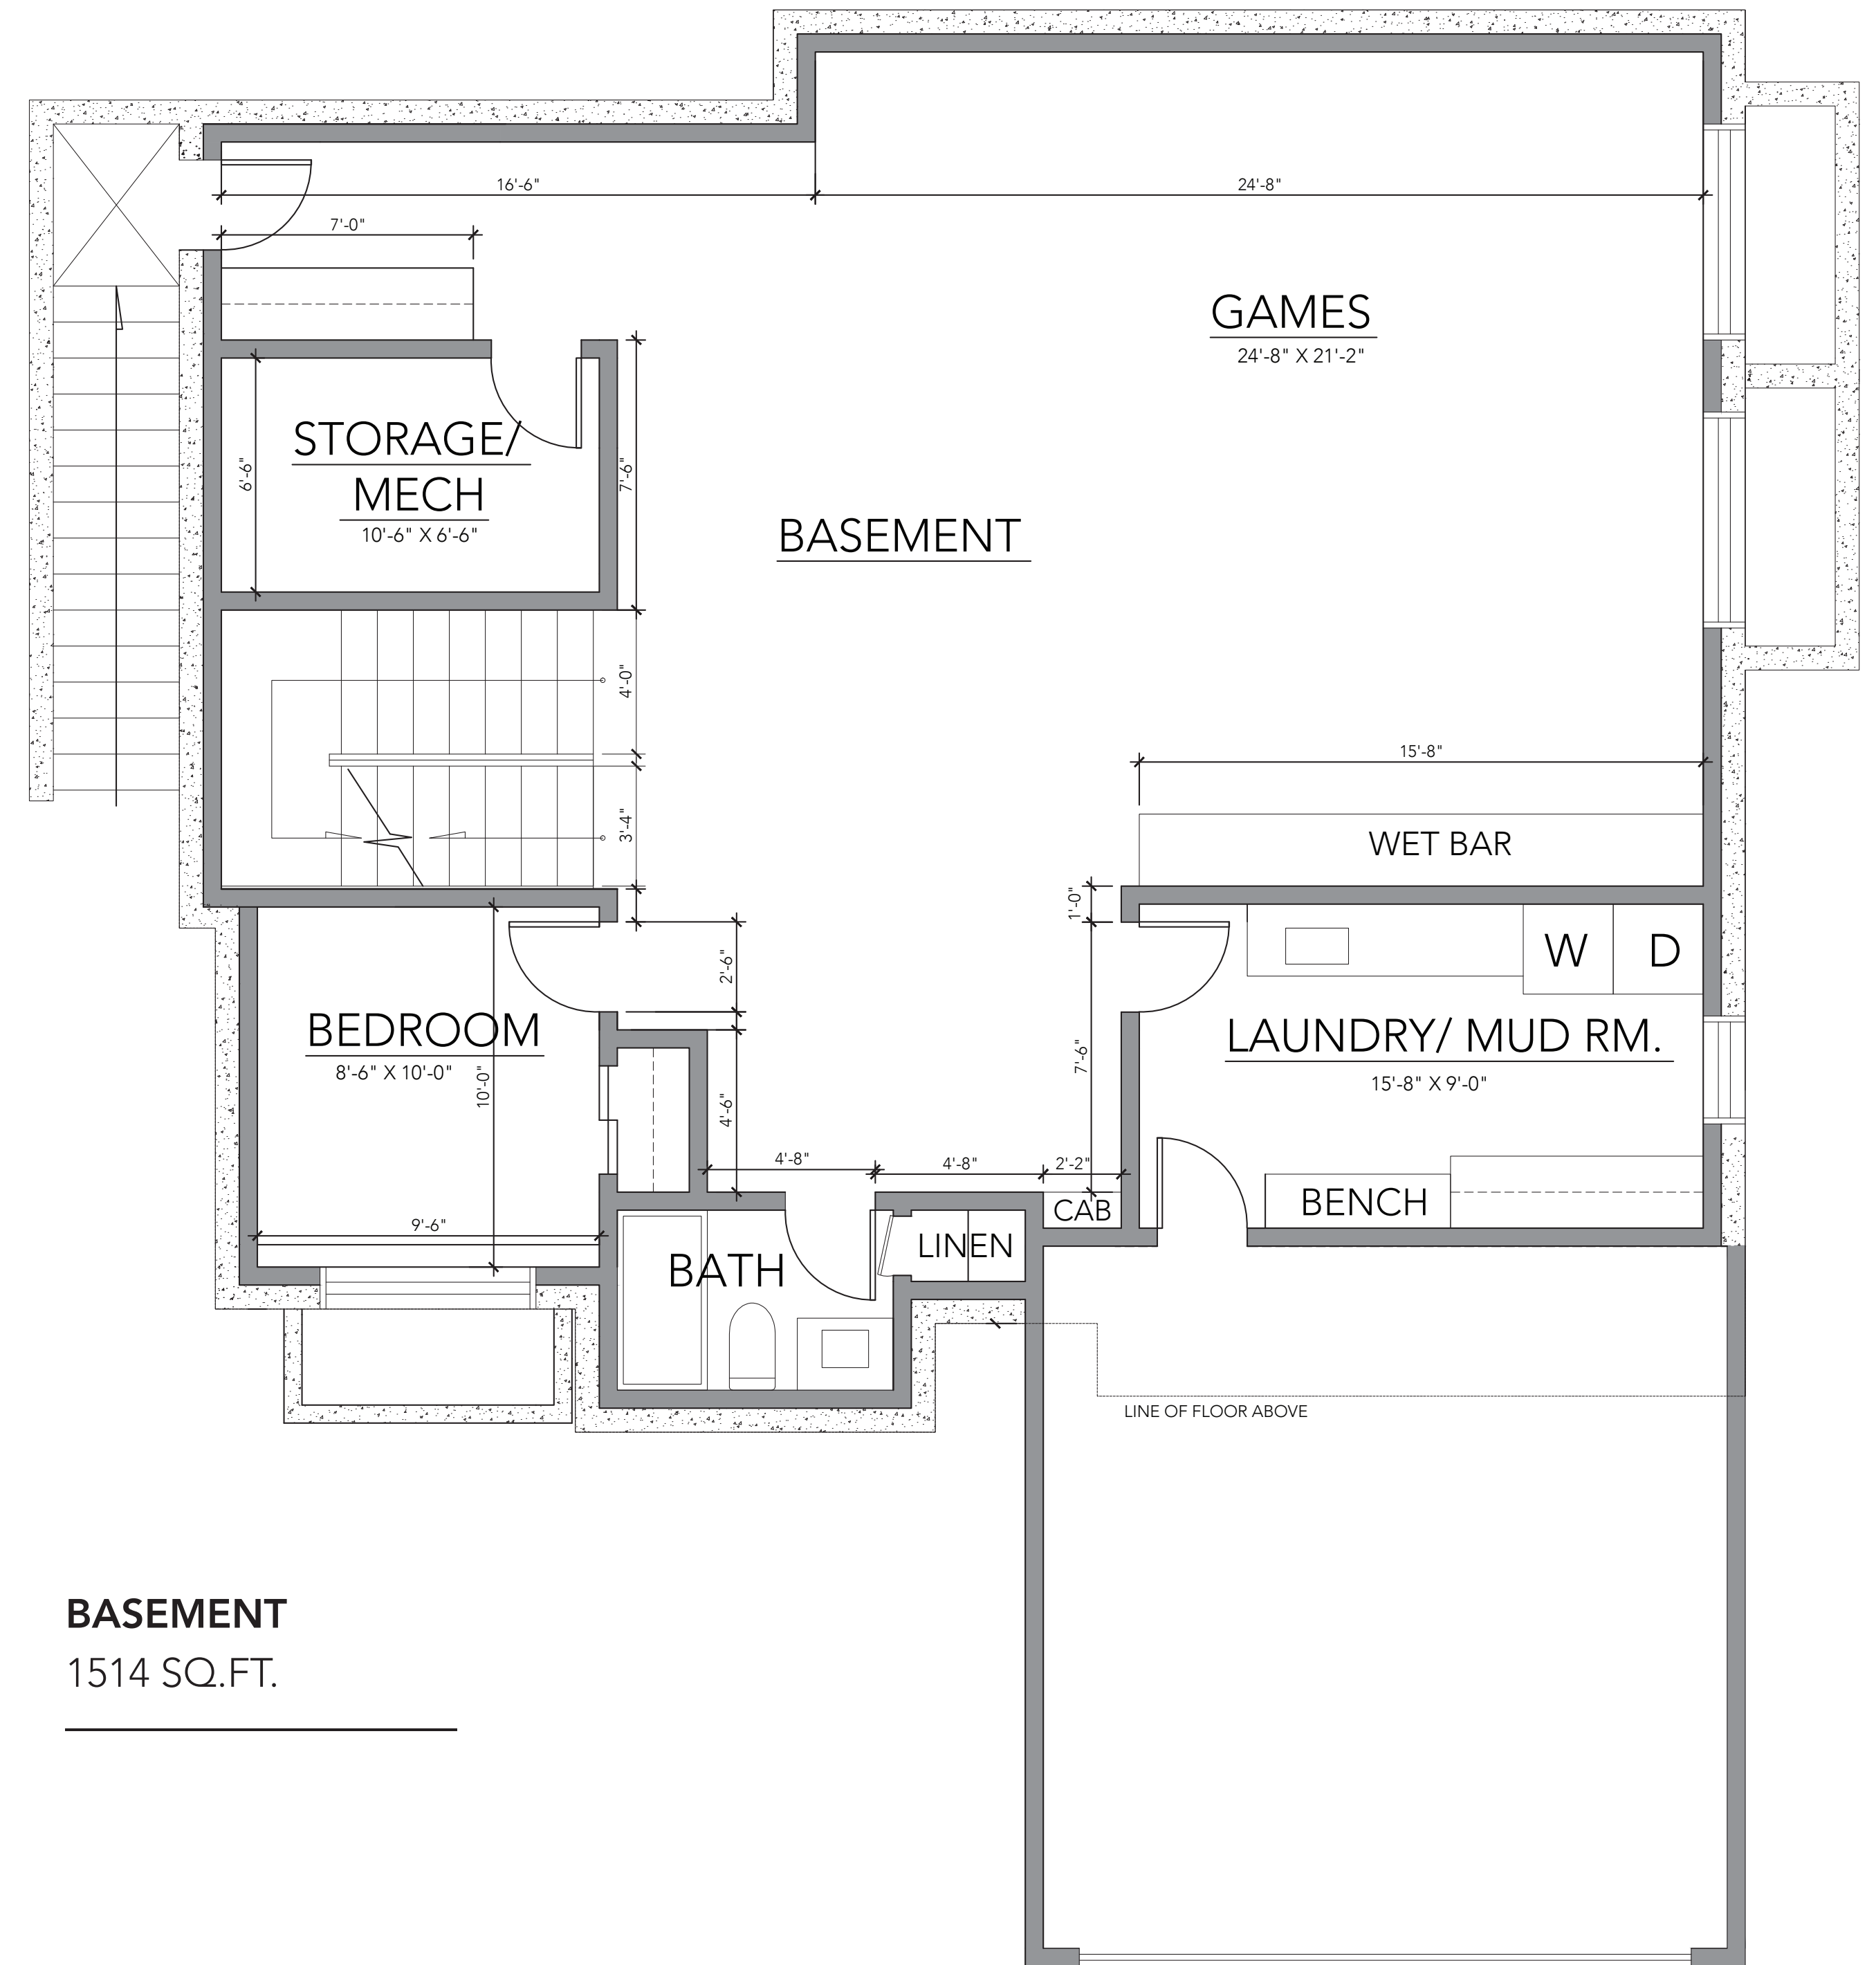 16'-6"
24'-8"
7'-0"
GAMES
24'-8" X 21'-2"
STORAGE/
MECH
10'-6" X 6'-6"
6'-6"
7'-6"
BASEMENT
4'-0"
3'-4"
15'-8"
WET BAR
1'-0"
W
D
2'-6"
BEDROOM
8'-6" X 10'-0"
10'-0"
7'-6"
LAUNDRY/ MUD RM.
15'-8" X 9'-0"
4'-6"
4'-8"
4'-8"
2'-2"
CAB
BENCH
9'-6"
BATH
LINEN
LINE OF FLOOR ABOVE
BASEMENT
1514 SQ.FT.